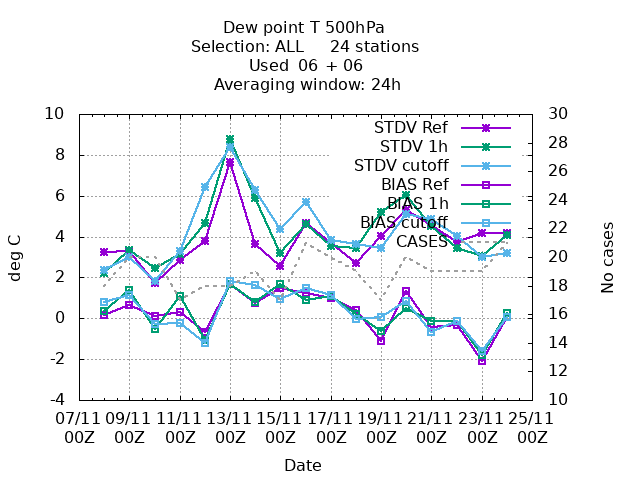 Dew point T 500hPa
Selection: ALL     24 stations
Used  06 + 06
Averaging window: 24h
10
8
6
4
2
0
-2
-4
30
28
26
24
22
20
18
16
14
12
10
deg C
No cases
STDV Ref
STDV 1h
STDV cutoff
BIAS Ref
BIAS 1h
BIAS cutoff
CASES
07/11 09/11 11/11 13/11 15/11 17/11 19/11 21/11 23/11 25/11
00Z 00Z 00Z 00Z 00Z 00Z 00Z 00Z 00Z 00Z
Date